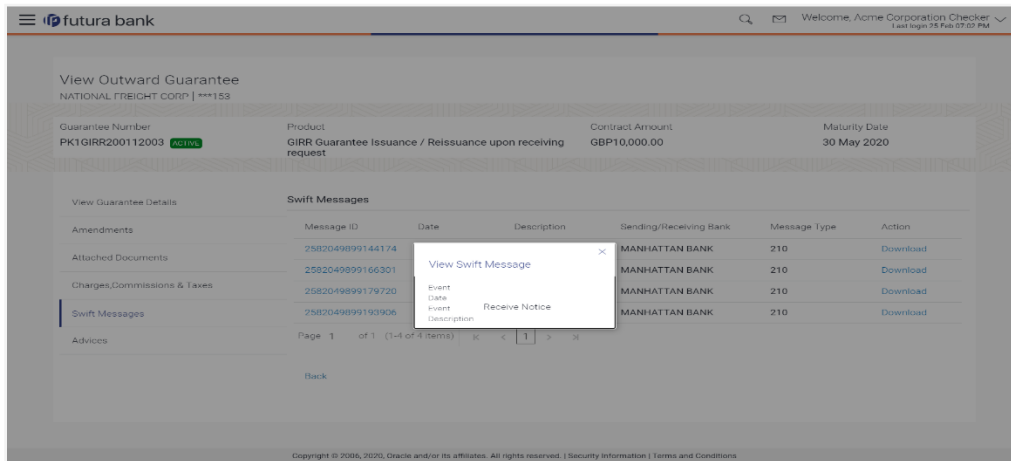 futura bank
Welcome, Acme Corporation Checker
Last login 25 Feb 07:02 PM
View Outward Guarantee
NATIONAL FREIGHT CORP | ***153
Guarantee Number
Product
Contract Amount
Maturity Date
PK1GIRR200112003 ACTIVE
GIRR Guarantee Issuance / Reissuance upon receiving
request
GBP10,000.00
30 May 2020
View Guarantee Details
Amendments
Attached Documents
Charges,Commissions & Taxes
Swift Messages
Advices
Swift Messages
Message ID Date Description Sending/Receiving Bank Message Type Action
2582049899144174 MANHATTAN BANK 210 Download
2582049899166301 MANHATTAN BANK 210 Download
2582049899179720 MANHATTAN BANK 210 Download
2582049899193906 MANHATTAN BANK 210 Download
View Swift Message
Event
Date
Event
Description
Receive Notice
Page 1 of 1 (1-4 of 4 items) 1
Back
Copyright © 2006, 2020, Oracle and/or its affiliates. All rights reserved. | Security Information | Terms and Conditions